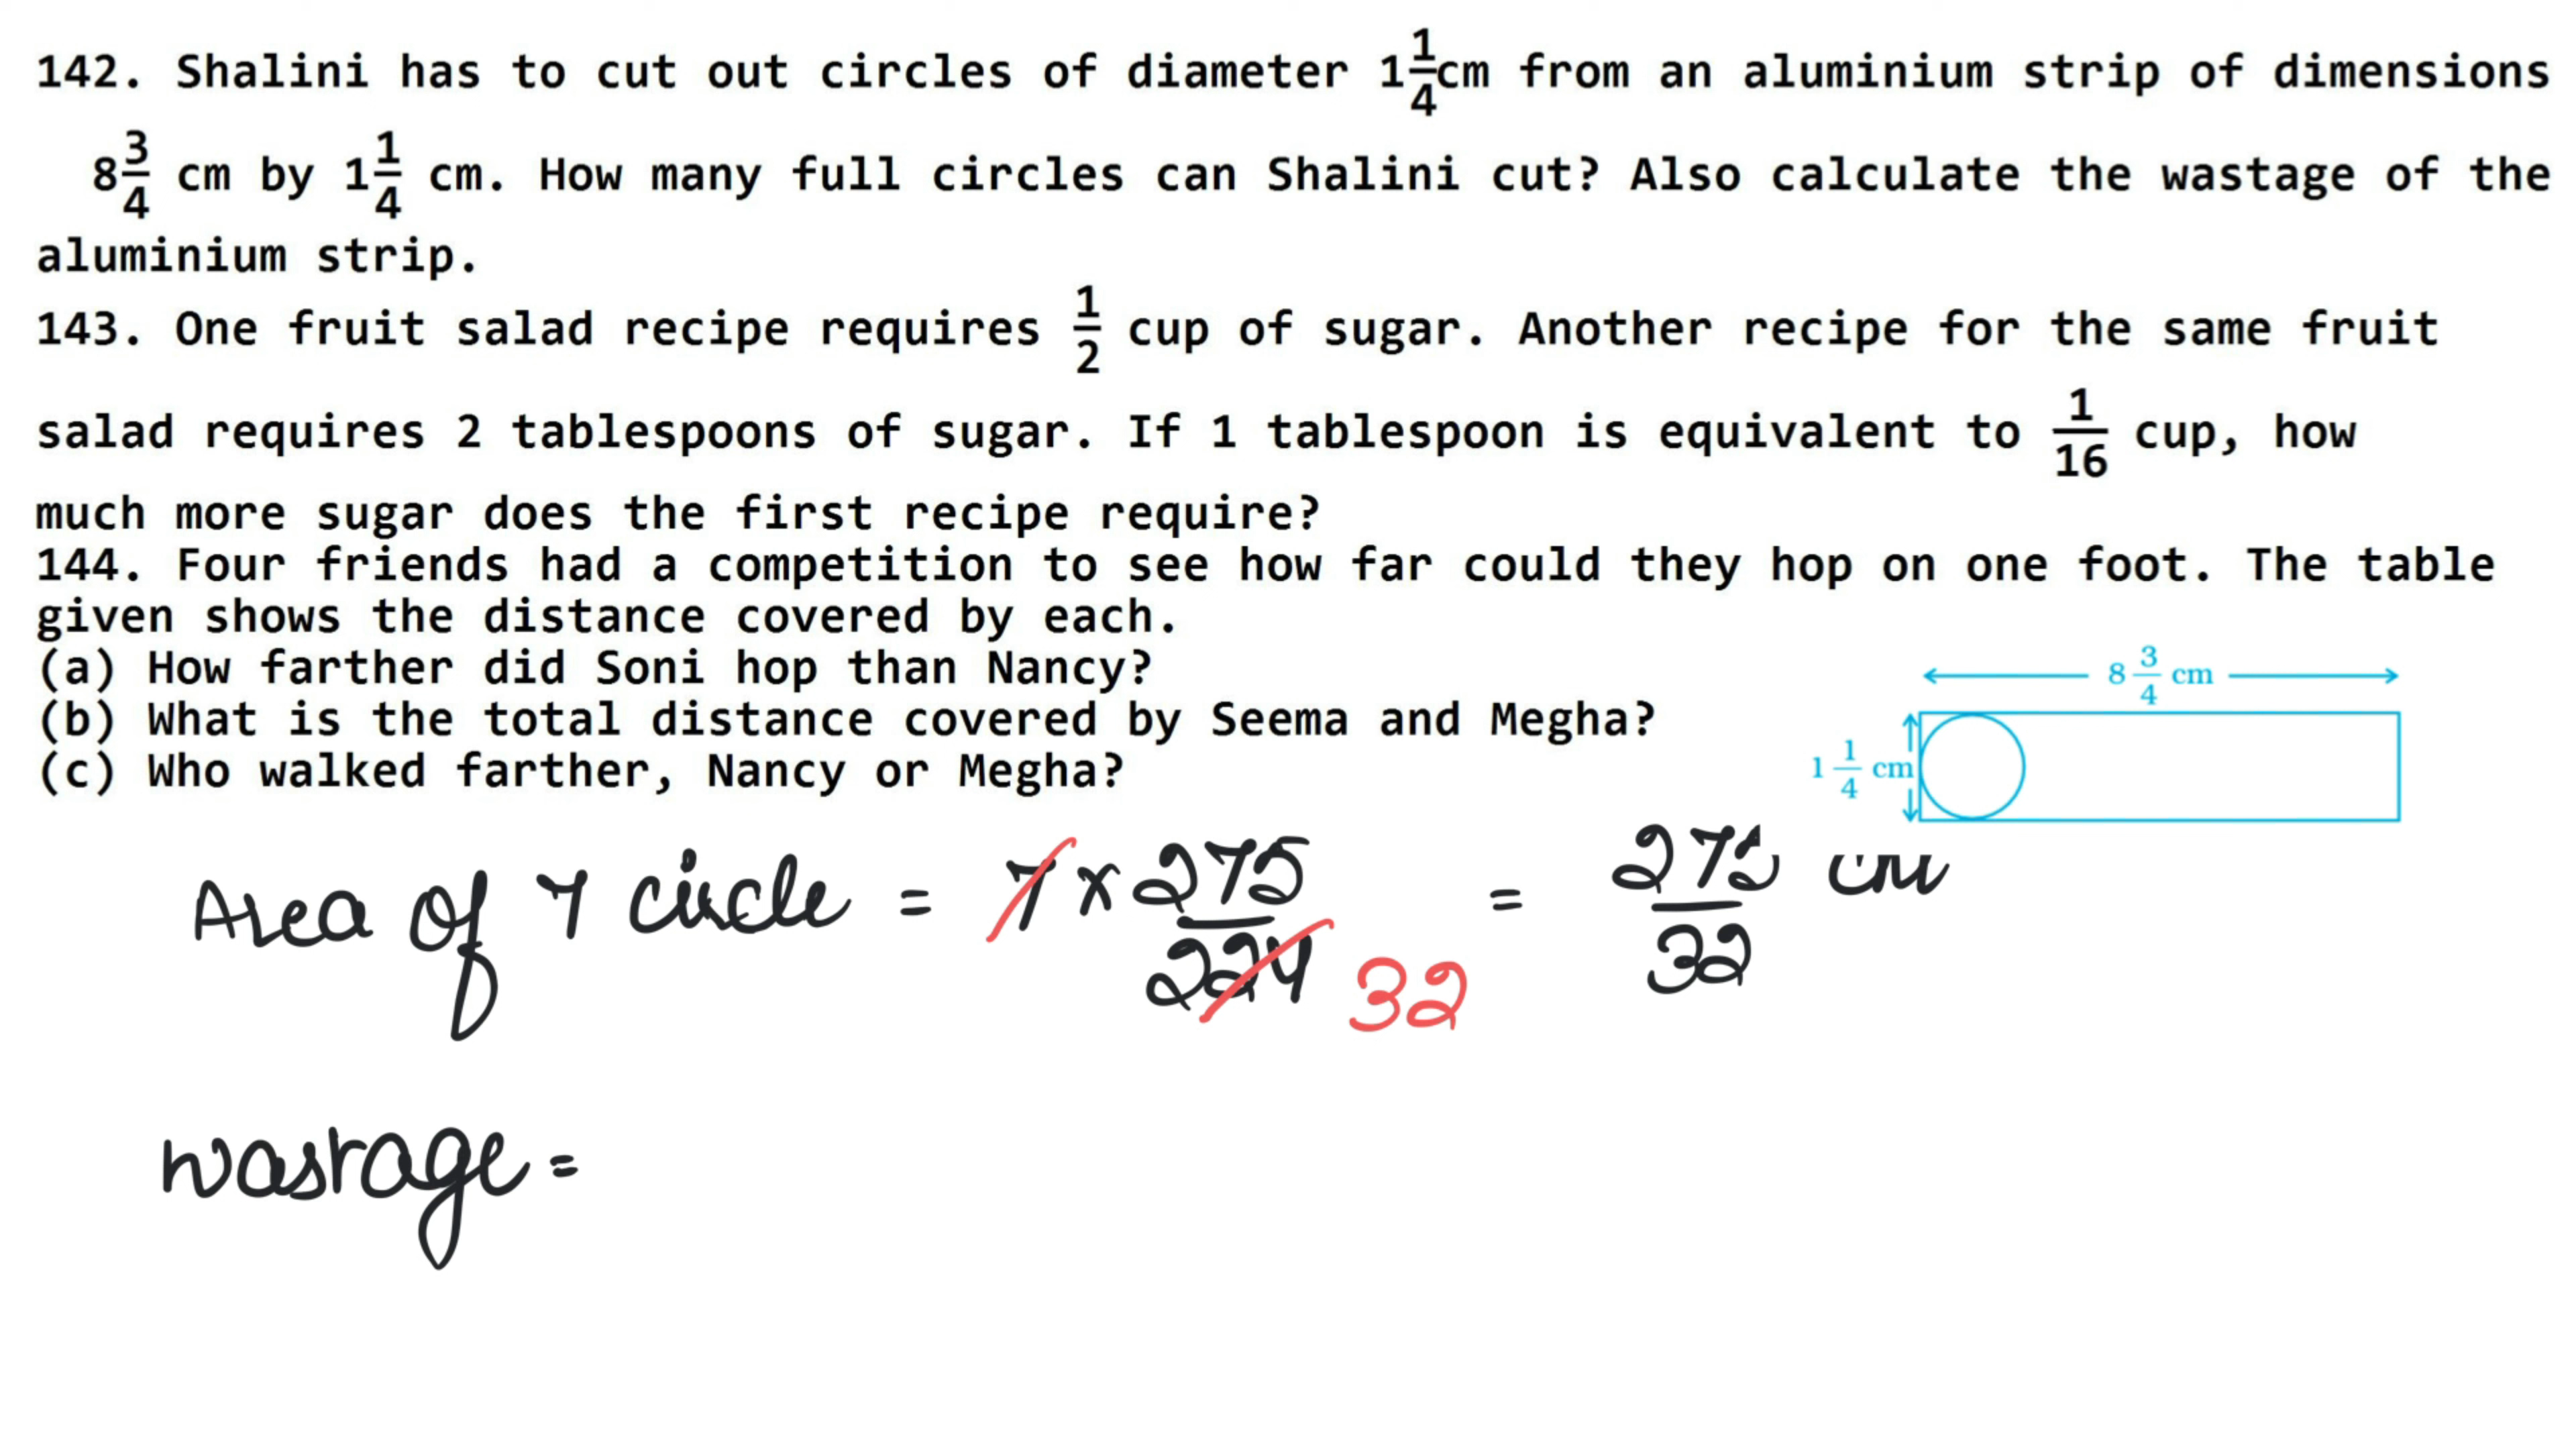 142. Shalini has to cut out circles of diameter 1 1/4 cm from an aluminium strip of dimensions
8 3/4 cm by 1 1/4 cm. How many full circles can Shalini cut? Also calculate the wastage of the
aluminium strip.
143. One fruit salad recipe requires 1/2 cup of sugar. Another recipe for the same fruit
salad requires 2 tablespoons of sugar. If 1 tablespoon is equivalent to 1/16 cup, how
much more sugar does the first recipe require?
144. Four friends had a competition to see how far could they hop on one foot. The table
given shows the distance covered by each.
(a) How farther did Soni hop than Nancy?
(b) What is the total distance covered by Seema and Megha?
(c) Who walked farther, Nancy or Megha?
8 3/4 cm
1 1/4 cm
Area of 7 circle = 7 × 275/224 32 = 275/32 cm
wastage =